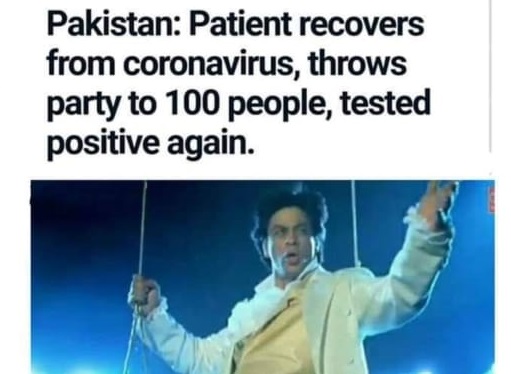 Pakistan: Patient recovers
from coronavirus, throws
party to 100 people, tested
positive again.